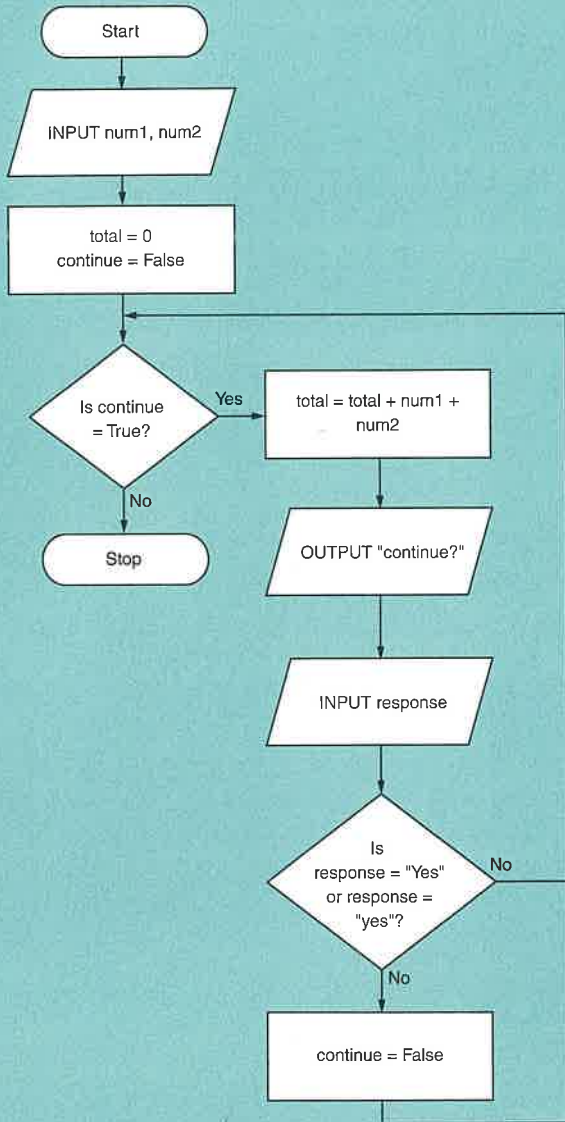 Start
INPUT num1, num2
total = 0
continue = False
Is continue
= True?
Yes
total = total + num1 +
num2
No
Stop
OUTPUT "continue?"
INPUT response
Is
response = "Yes"
or response =
"yes"?
No
No
continue = False